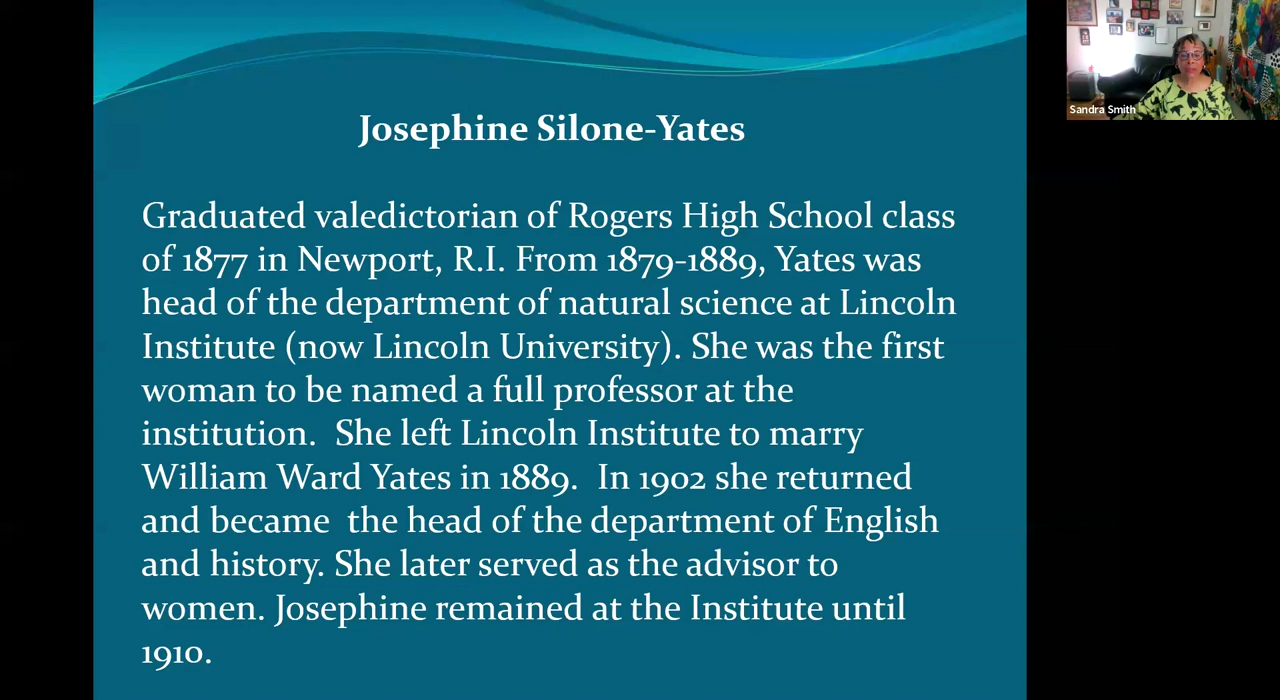 Josephine Silone-Yates
Graduated valedictorian of Rogers High School class
of 1877 in Newport, R.I. From 1879-1889, Yates was
head of the department of natural science at Lincoln
Institute (now Lincoln University). She was the first
woman to be named a full professor at the
institution.  She left Lincoln Institute to marry
William Ward Yates in 1889.  In 1902 she returned
and became  the head of the department of English
and history. She later served as the advisor to
women. Josephine remained at the Institute until
1910.
Sandra Smith